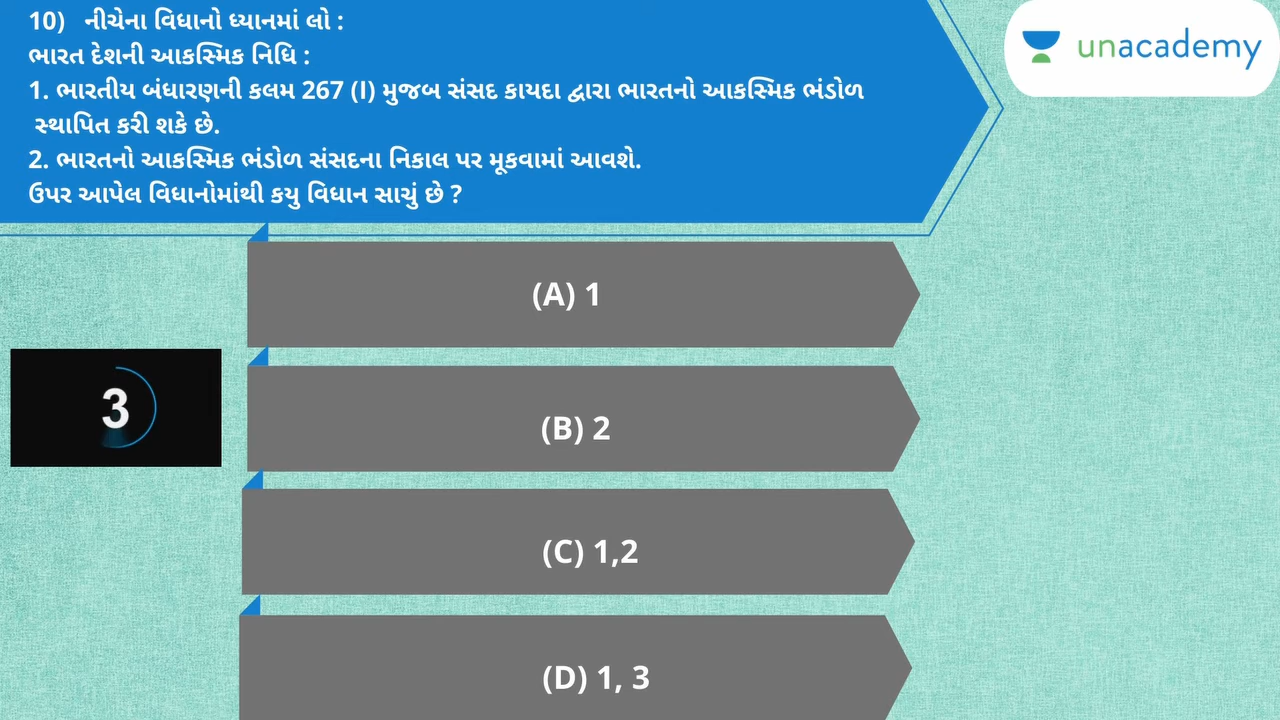 10) નીચેના વિધાનો ધ્યાનમાં લો :
ભારત દેશની આકસ્મિક નિધિ :
1. ભારતીય બંધારણની કલમ 267 (I) મુજબ સંસદ કાયદા દ્વારા ભારતનો આકસ્મિક ભંડોળ
સ્થાપિત કરી શકે છે.
2. ભારતનો આકસ્મિક ભંડોળ સંસદના નિકાલ પર મૂકવામાં આવશે.
ઉપર આપેલ વિધાનોમાંથી કયુ વિધાન સાચું છે ?
unacademy
(A) 1
3
(B) 2
(C) 1,2
(D) 1, 3